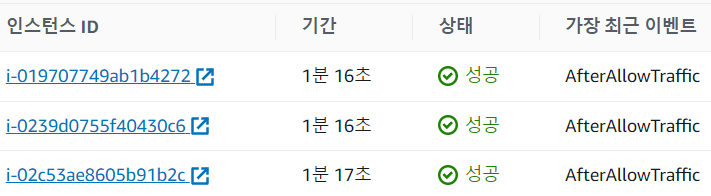 인스턴스 ID 기간 상태 가장 최근 이벤트
i-019707749ab1b4272 1분 16초 성공 AfterAllowTraffic
i-0239d0755f40430c6 1분 16초 성공 AfterAllowTraffic
i-02c53ae8605b91b2c 1분 17초 성공 AfterAllowTraffic